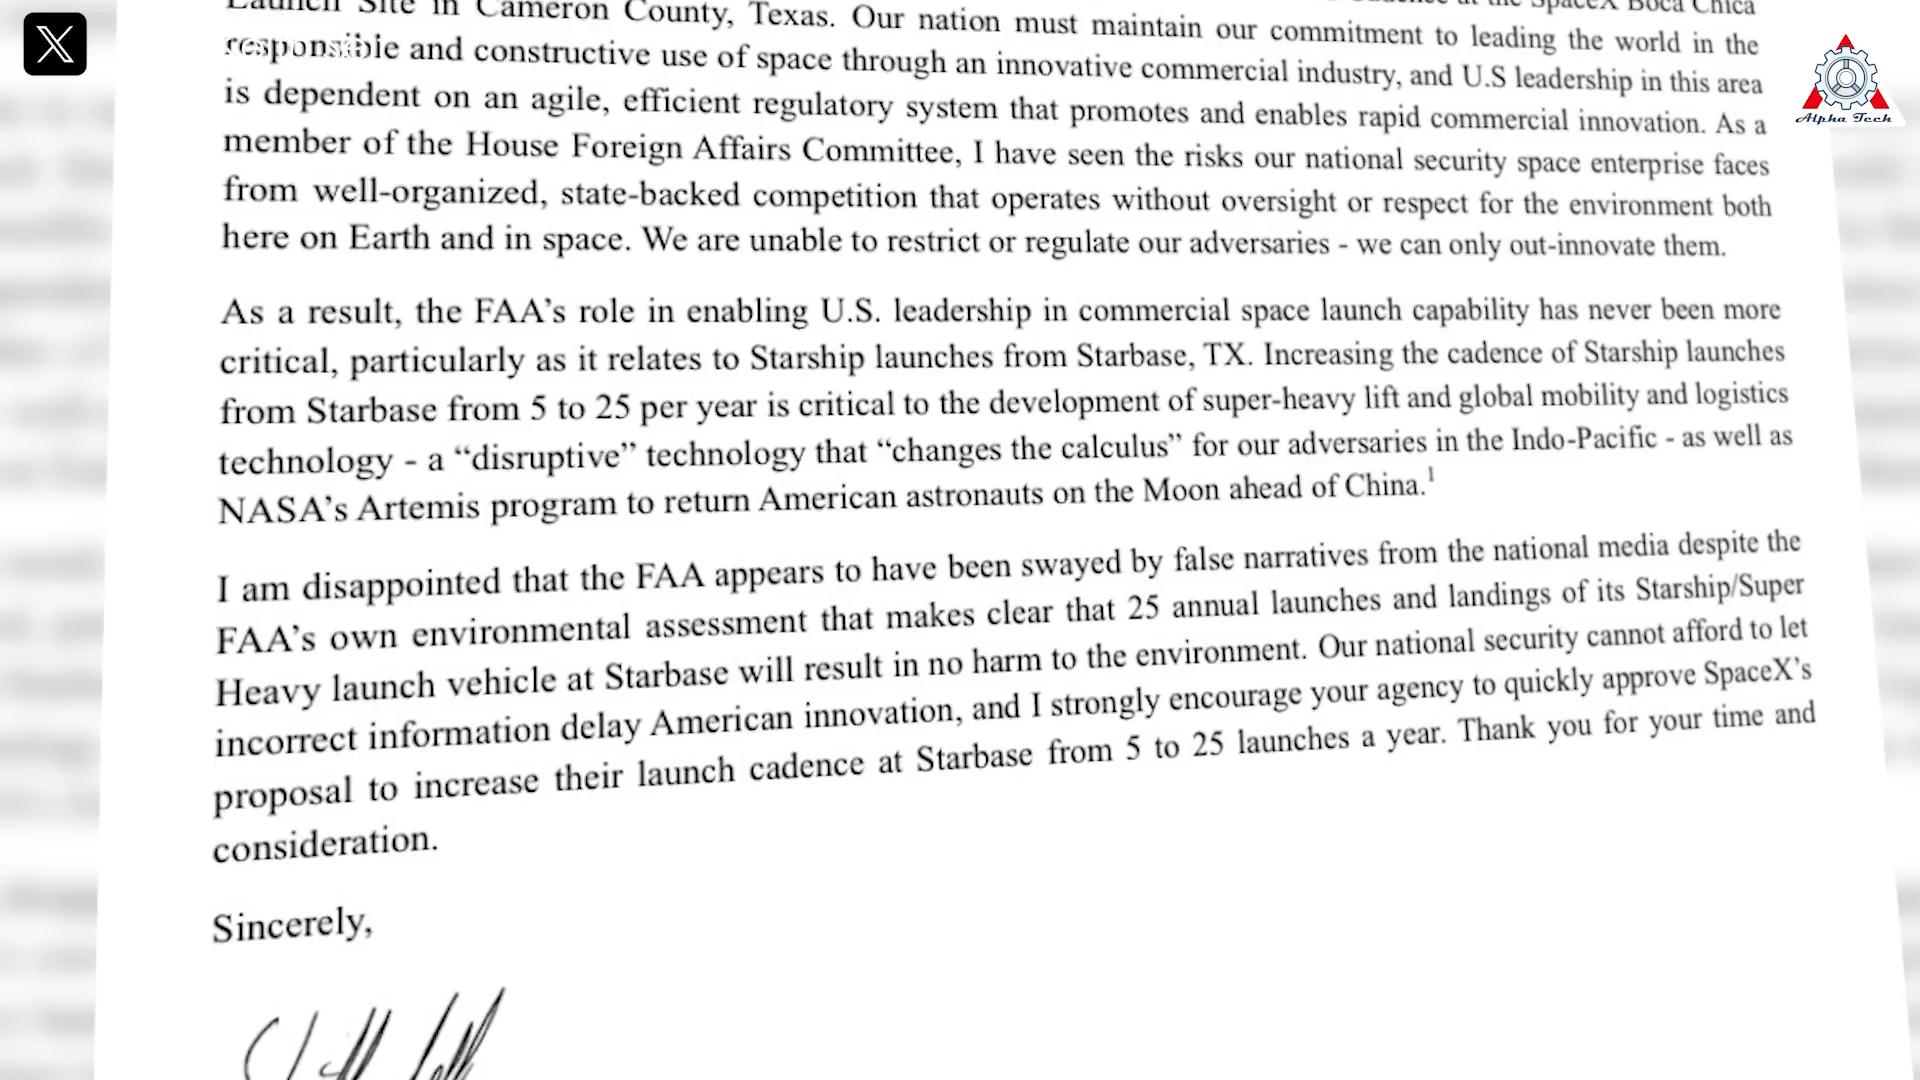 Launch Site in Cameron County, Texas. Our nation must maintain our commitment to leading the world in the
responsible and constructive use of space through an innovative commercial industry, and U.S leadership in this area
is dependent on an agile, efficient regulatory system that promotes and enables rapid commercial innovation. As a
member of the House Foreign Affairs Committee, I have seen the risks our national security space enterprise faces
from well-organized, state-backed competition that operates without oversight or respect for the environment both
here on Earth and in space. We are unable to restrict or regulate our adversaries - we can only out-innovate them.
As a result, the FAA’s role in enabling U.S. leadership in commercial space launch capability has never been more
critical, particularly as it relates to Starship launches from Starbase, TX. Increasing the cadence of Starship launches
from Starbase from 5 to 25 per year is critical to the development of super-heavy lift and global mobility and logistics
technology - a “disruptive” technology that “changes the calculus” for our adversaries in the Indo-Pacific - as well as
NASA’s Artemis program to return American astronauts on the Moon ahead of China.1
I am disappointed that the FAA appears to have been swayed by false narratives from the national media despite the
FAA’s own environmental assessment that makes clear that 25 annual launches and landings of its Starship/Super
Heavy launch vehicle at Starbase will result in no harm to the environment. Our national security cannot afford to let
incorrect information delay American innovation, and I strongly encourage your agency to quickly approve SpaceX’s
proposal to increase their launch cadence at Starbase from 5 to 25 launches a year. Thank you for your time and
consideration.
Sincerely,
Alpha Tech